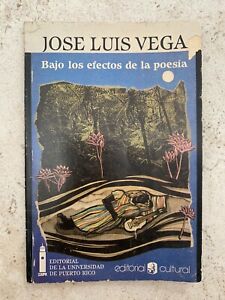 JOSE LUIS VEGA
Bajo los efectos de la poesía
EDITORIAL
DE LA UNIVERSIDAD
DE PUERTO RICO
editorial cultural